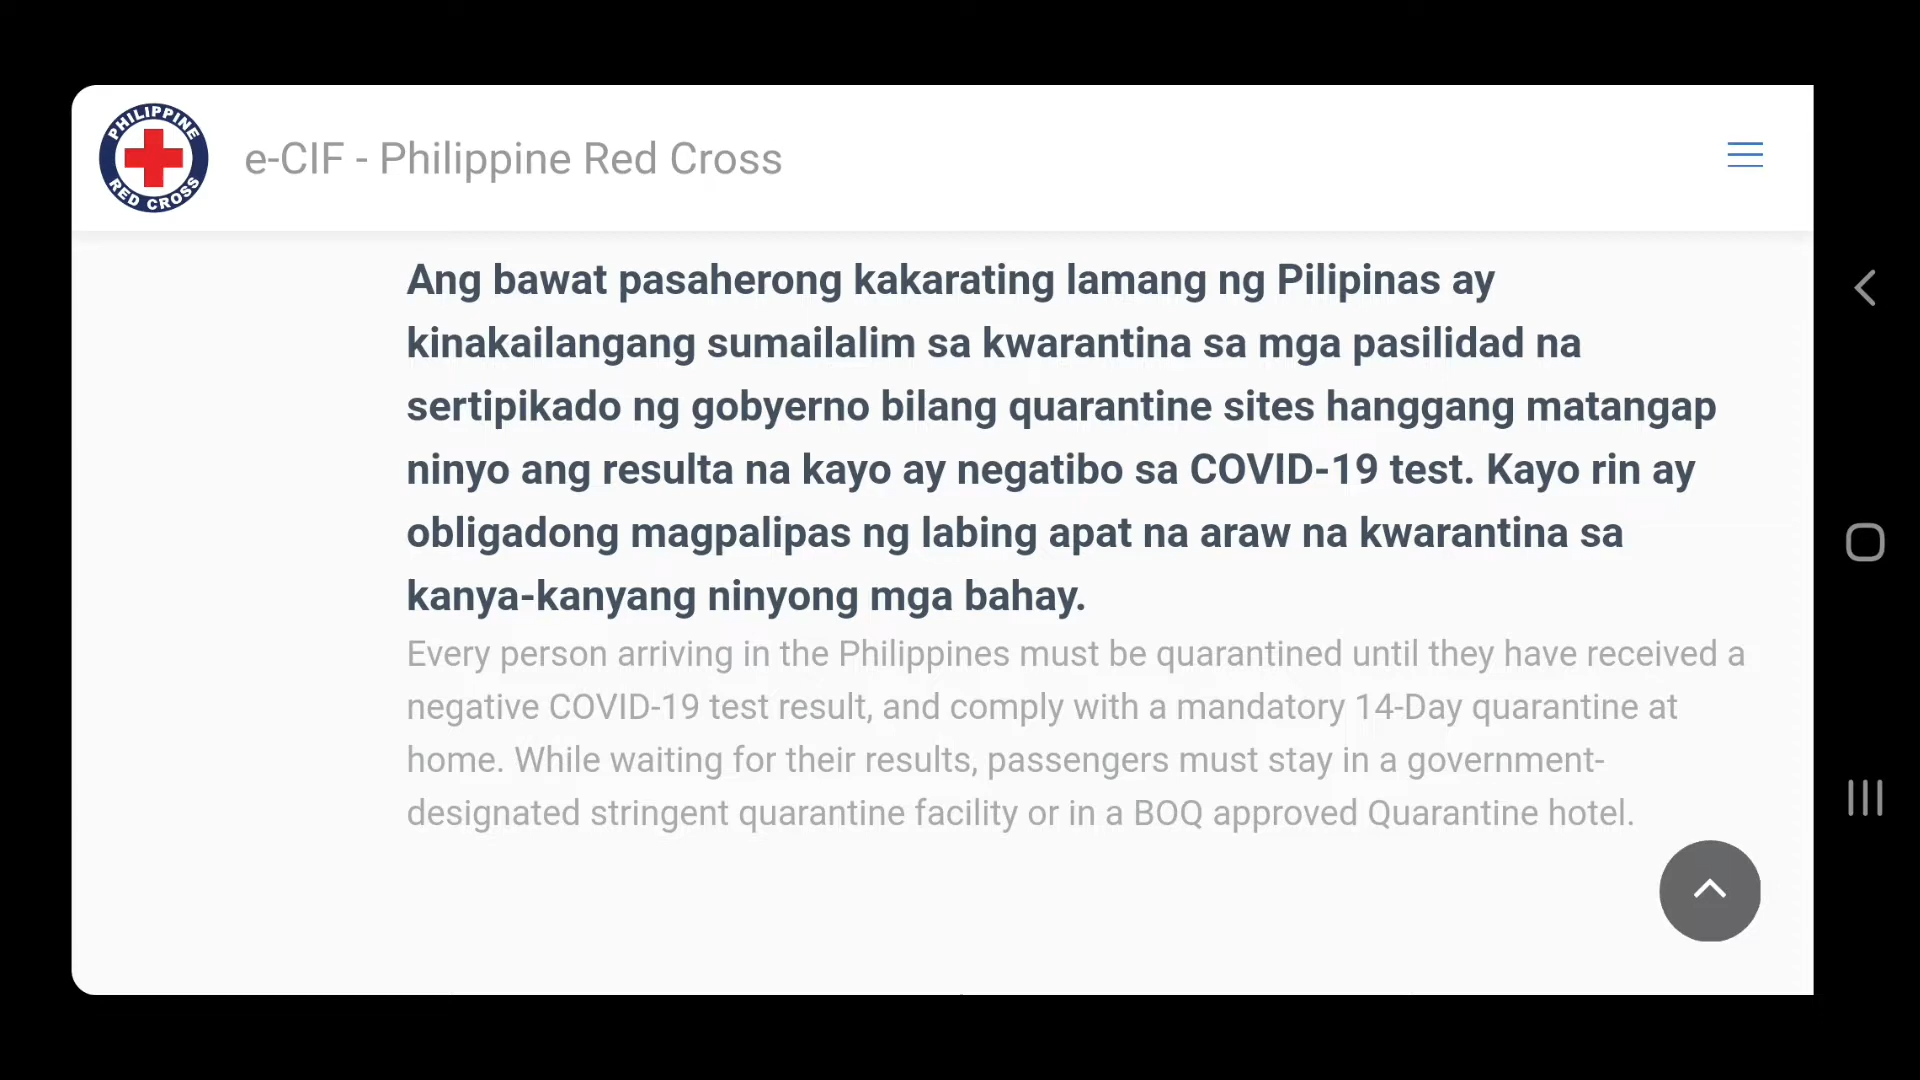 PHILIPPINE
RED CROSS
e-CIF - Philippine Red Cross
Ang bawat pasaherong kakarating lamang ng Pilipinas ay
kinakailangang sumailalim sa kwarantina sa mga pasilidad na
sertipikado ng gobyerno bilang quarantine sites hanggang matangap
ninyo ang resulta na kayo ay negatibo sa COVID-19 test. Kayo rin ay
obligadong magpalipas ng labing apat na araw na kwarantina sa
kanya-kanyang ninyong mga bahay.
Every person arriving in the Philippines must be quarantined until they have received a
negative COVID-19 test result, and comply with a mandatory 14-Day quarantine at
home. While waiting for their results, passengers must stay in a government-
designated stringent quarantine facility or in a BOQ approved Quarantine hotel.